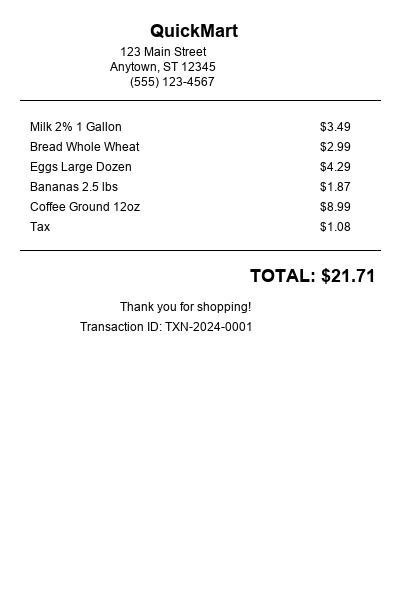 QuickMart
123 Main Street
Anytown, ST 12345
(555) 123-4567
Milk 2% 1 Gallon $3.49
Bread Whole Wheat $2.99
Eggs Large Dozen $4.29
Bananas 2.5 lbs $1.87
Coffee Ground 12oz $8.99
Tax $1.08
TOTAL: $21.71
Thank you for shopping!
Transaction ID: TXN-2024-0001